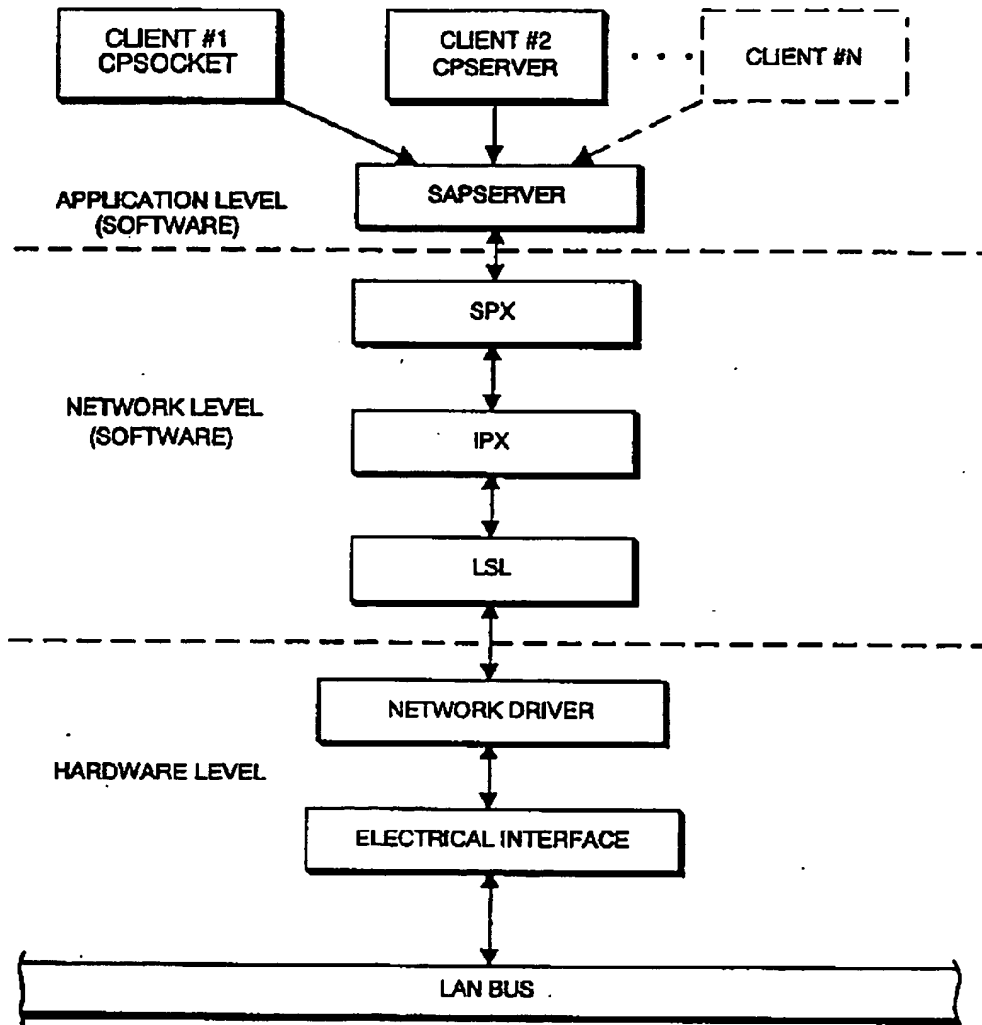 CLIENT #1
CPSOCKET
CLIENT #2
CPSERVER
. . .
CLIENT #N
SAPSERVER
APPLICATION LEVEL
(SOFTWARE)
SPX
NETWORK LEVEL
(SOFTWARE)
IPX
LSL
NETWORK DRIVER
HARDWARE LEVEL
ELECTRICAL INTERFACE
LAN BUS